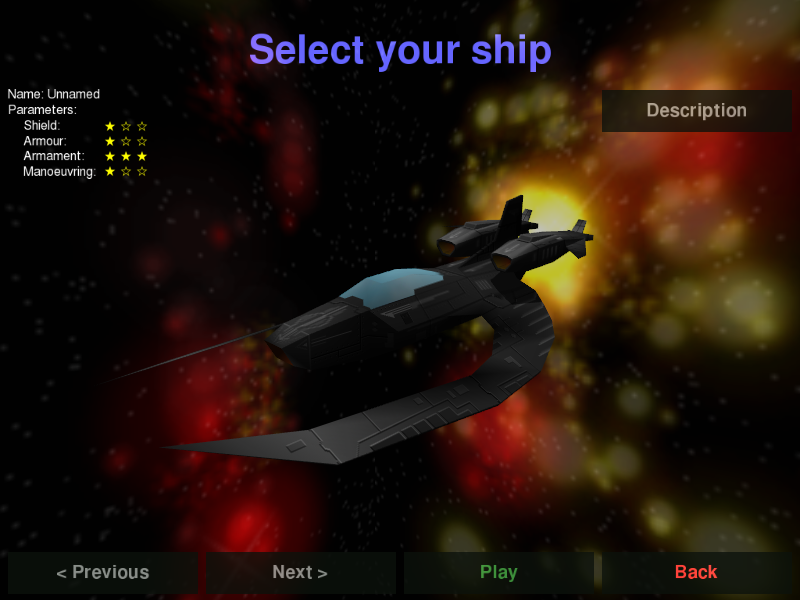 Select your ship
Name: Unnamed
Parameters:
Shield: ★ ☆ ☆
Armour: ★ ☆ ☆
Armament: ★ ★ ★
Manoeuvring: ★ ☆ ☆
Description
< Previous
Next >
Play
Back